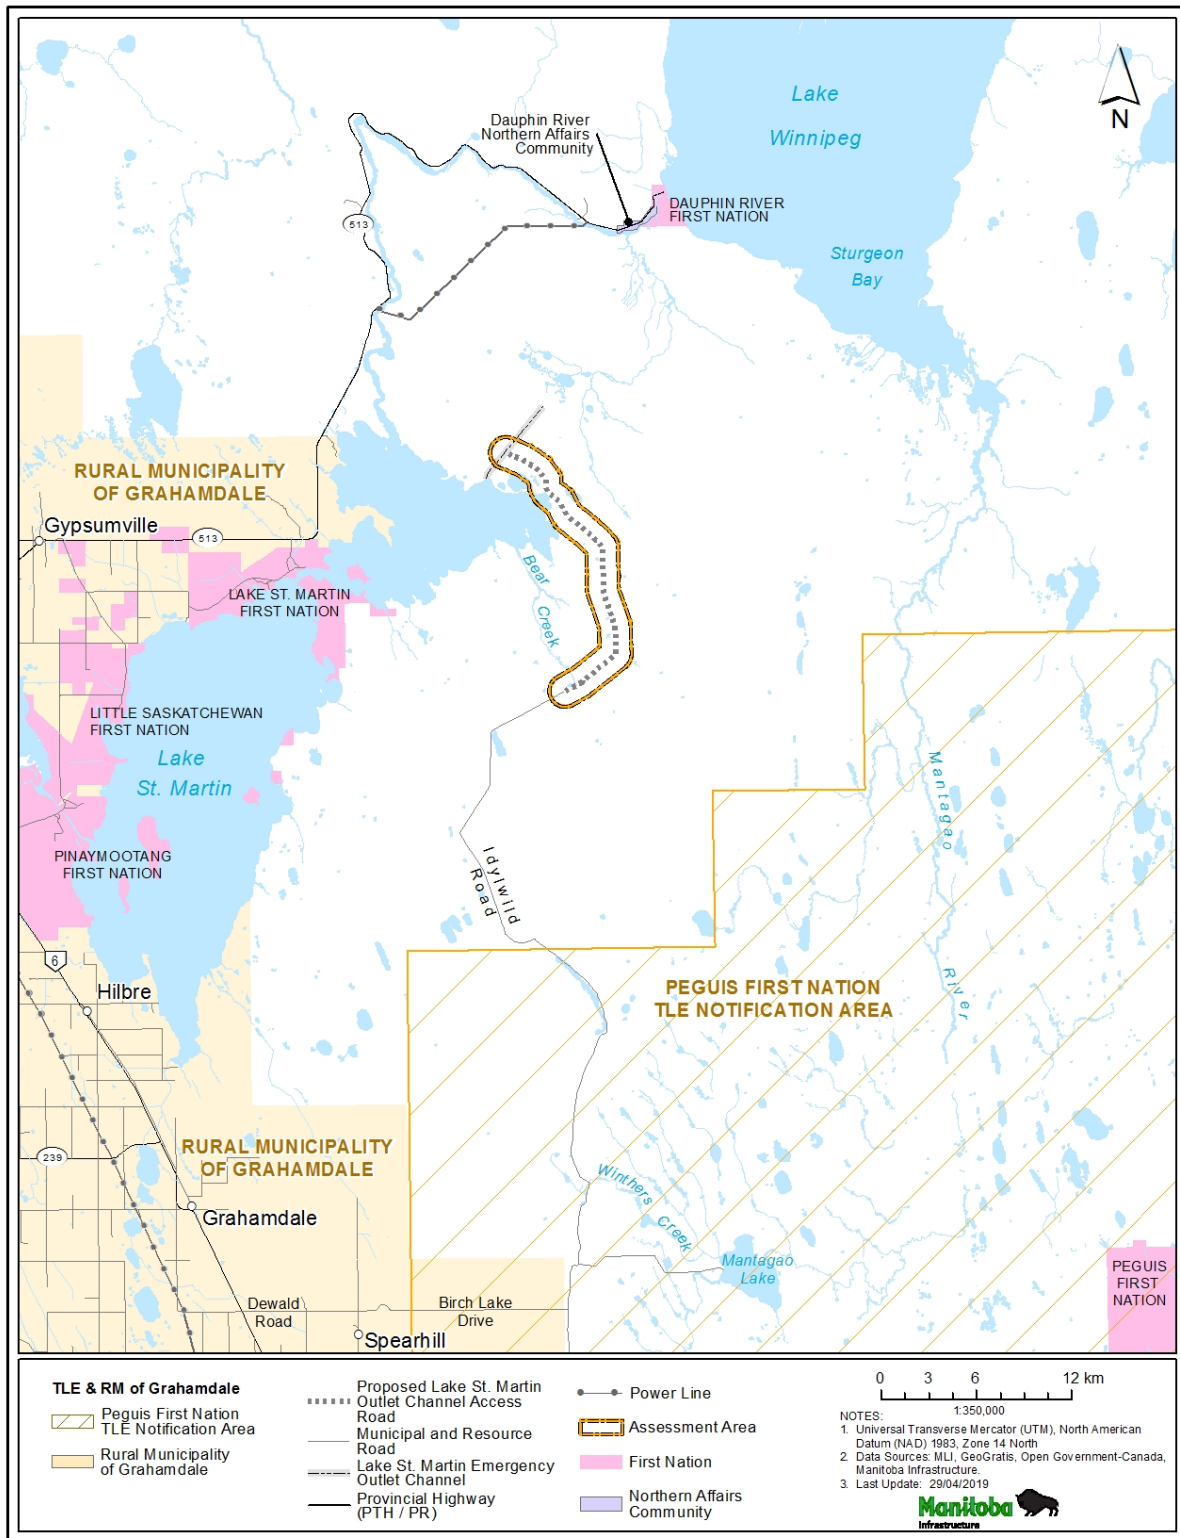 Lake
Winnipeg
N
Dauphin River
Northern Affairs
Community
DAUPHIN RIVER
FIRST NATION
513
Sturgeon
Bay
RURAL MUNICIPALITY
OF GRAHAMDALE
Gypsumville
513
Bear Creek
LAKE ST. MARTIN
FIRST NATION
LITTLE SASKATCHEWAN
FIRST NATION
Lake
St. Martin
Mantagao River
PINAYMOOTANG
FIRST NATION
Idylwild
Road
6
Hilbre
PEGUIS FIRST NATION
TLE NOTIFICATION AREA
RURAL MUNICIPALITY
OF GRAHAMDALE
239
Winthers Creek
Grahamdale
Mantagao
Lake
PEGUIS
FIRST
NATION
Dewald
Road
Birch Lake
Drive
Spearhill
TLE & RM of Grahamdale
Peguis First Nation
TLE Notification Area
Rural Municipality
of Grahamdale
Proposed Lake St. Martin
Outlet Channel Access
Road
Municipal and Resource
Road
Lake St. Martin Emergency
Outlet Channel
Provincial Highway
(PTH / PR)
Power Line
Assessment Area
First Nation
Northern Affairs
Community
0 3 6 12 km
1:350,000
NOTES:
1. Universal Transverse Mercator (UTM), North American
Datum (NAD) 1983, Zone 14 North
2. Data Sources: MLI, GeoGratis, Open Government-Canada,
Manitoba Infrastructure.
3. Last Update: 29/04/2019
Manitoba
Infrastructure